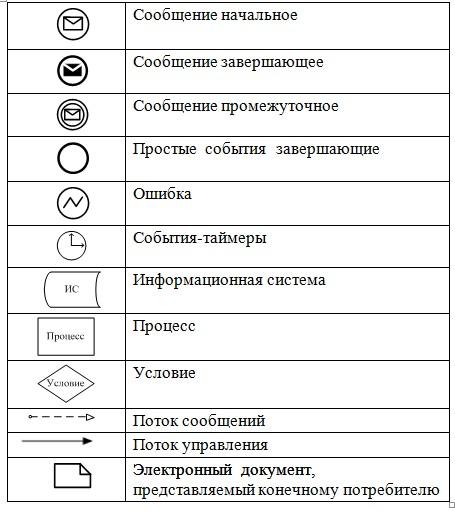 Сообщение начальное
Сообщение завершающее
Сообщение промежуточное
Простые события завершающие
Ошибка
События-таймеры
ИС
Информационная система
Процесс
Процесс
Условие
Условие
Поток сообщений
Поток управления
Электронный документ,
представляемый конечному потребителю